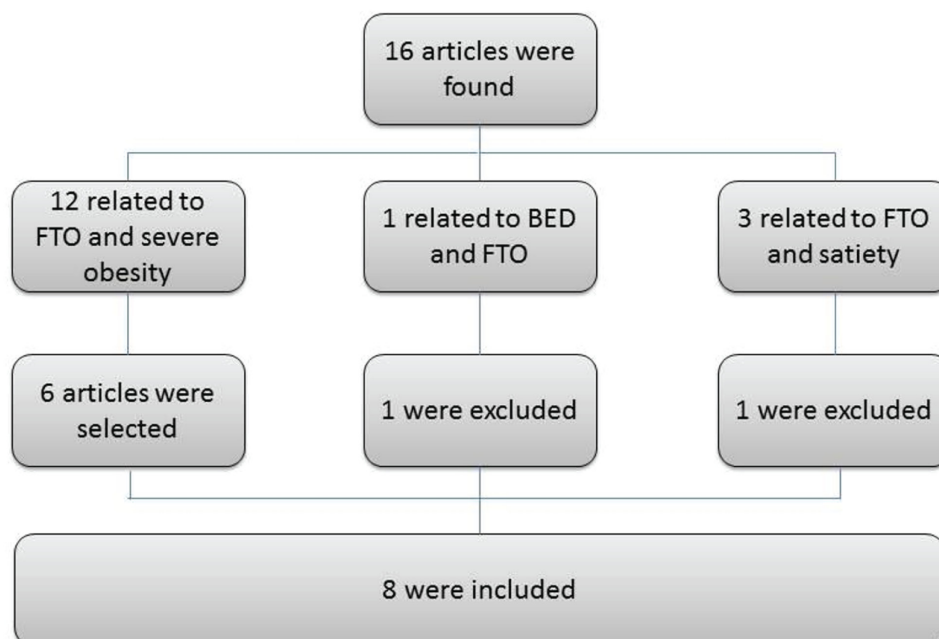 16 articles were
found
12 related to
FTO and severe
obesity
1 related to BED
and FTO
3 related to FTO
and satiety
6 articles were
selected
1 were excluded
1 were excluded
8 were included